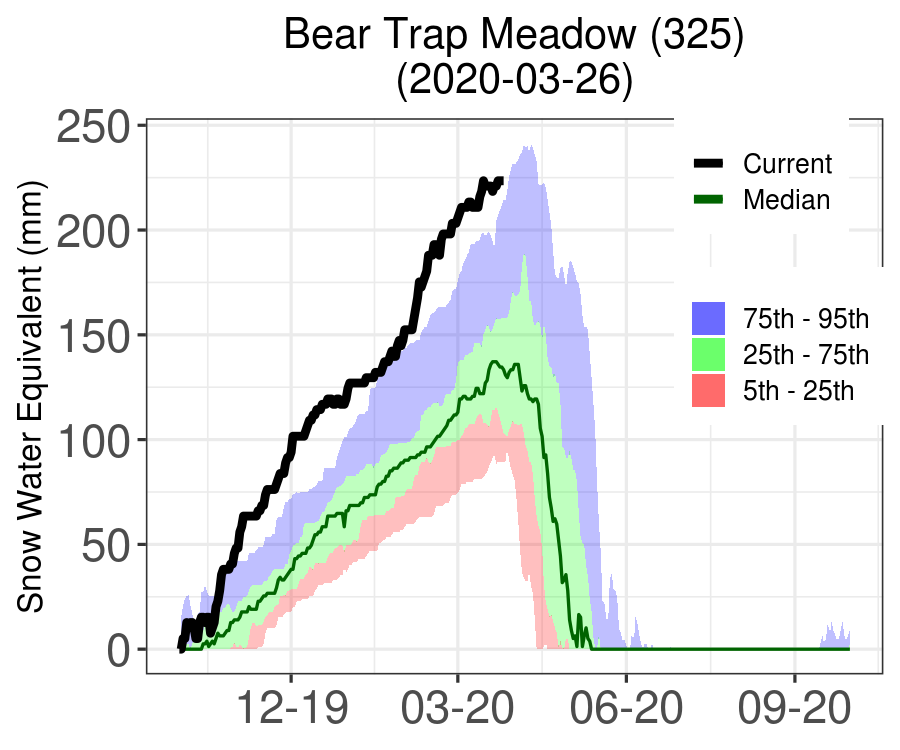 Bear Trap Meadow (325)
(2020-03-26)
Snow Water Equivalent (mm)
250
200
150
100
50
0
12-19
03-20
06-20
09-20
Current
Median
75th - 95th
25th - 75th
5th - 25th